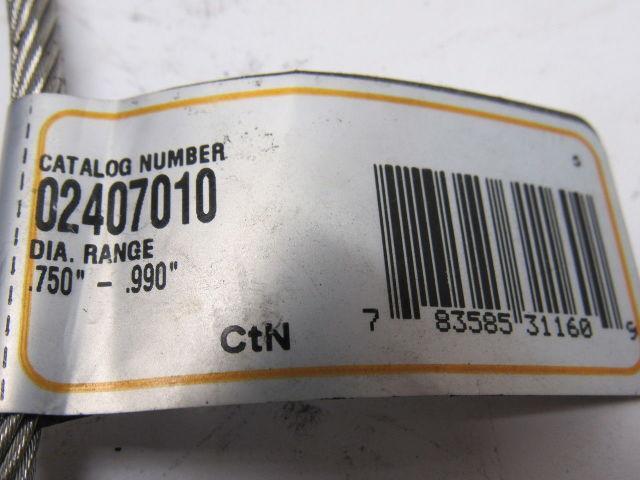 CATALOG NUMBER
02407010
DIA. RANGE
.750" – .990"
CtN
S
7 83585 31160 9